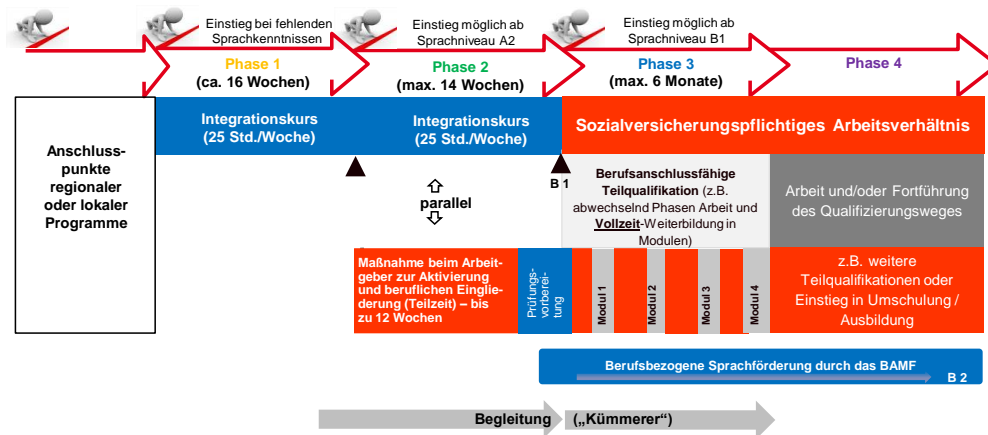 Einstieg bei fehlenden
Sprachkenntnissen
Einstieg möglich ab
Sprachniveau A2
Einstieg möglich ab
Sprachniveau B1
Phase 1
(ca. 16 Wochen)
Phase 2
(max. 14 Wochen)
Phase 3
(max. 6 Monate)
Phase 4
Anschluss-
punkte
regionaler
oder lokaler
Programme
Integrationskurs
(25 Std./Woche)
Integrationskurs
(25 Std./Woche)
Sozialversicherungspflichtiges Arbeitsverhältnis
B 1
parallel
Berufsanschlussfähige
Teilqualifikation (z.B.
abwechselnd Phasen Arbeit und
Vollzeit-Weiterbildung in
Modulen)
Arbeit und/oder Fortführung
des Qualifizierungsweges
Maßnahme beim Arbeit-
geber zur Aktivierung
und beruflichen Einglie-
derung (Teilzeit) – bis
zu 12 Wochen
Prüfungs-
vorberei-
tung
Modul 1
Modul 2
Modul 3
Modul 4
z.B. weitere
Teilqualifikationen oder
Einstieg in Umschulung /
Ausbildung
Berufsbezogene Sprachförderung durch das BAMF
B 2
Begleitung („Kümmerer“)